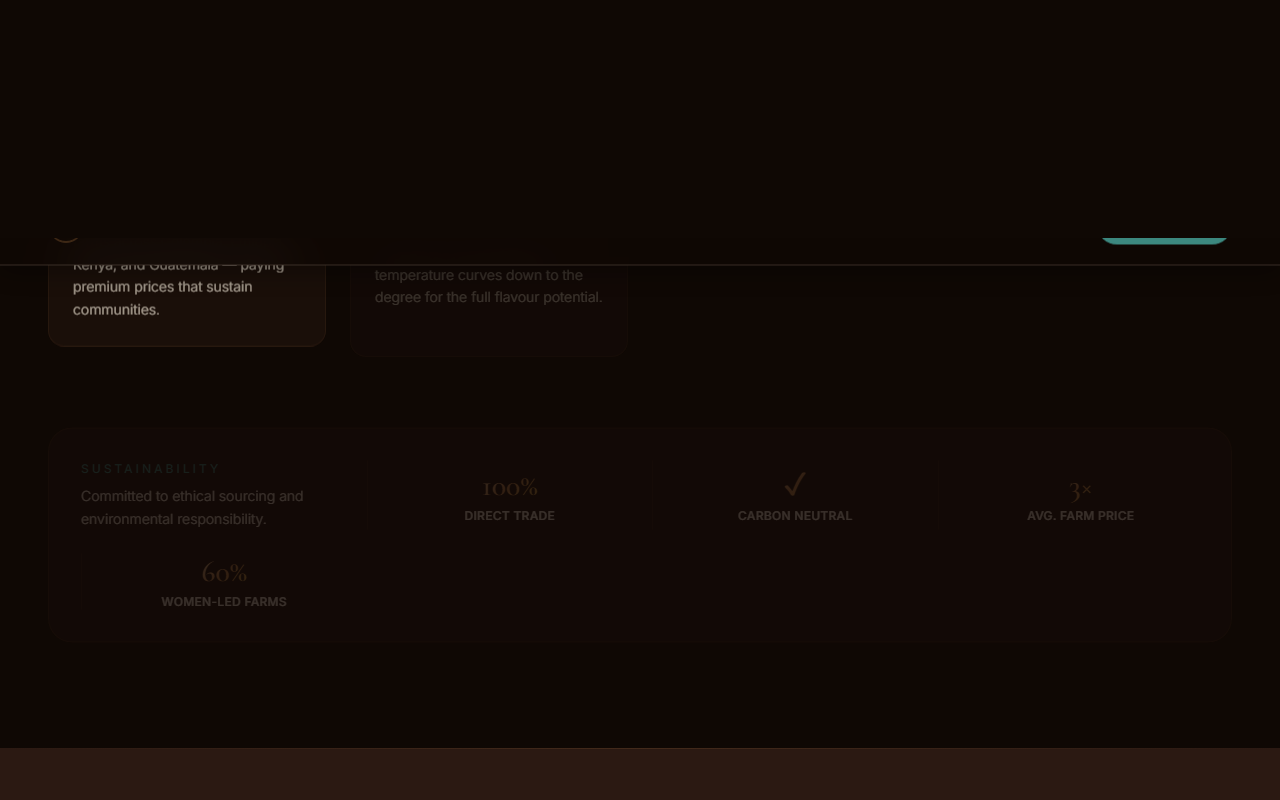 Kenya, and Guatemala — paying
premium prices that sustain
communities.
temperature curves down to the
degree for the full flavour potential.
SUSTAINABILITY
Committed to ethical sourcing and
environmental responsibility.
100%
DIRECT TRADE
✓
CARBON NEUTRAL
3×
AVG. FARM PRICE
60%
WOMEN-LED FARMS